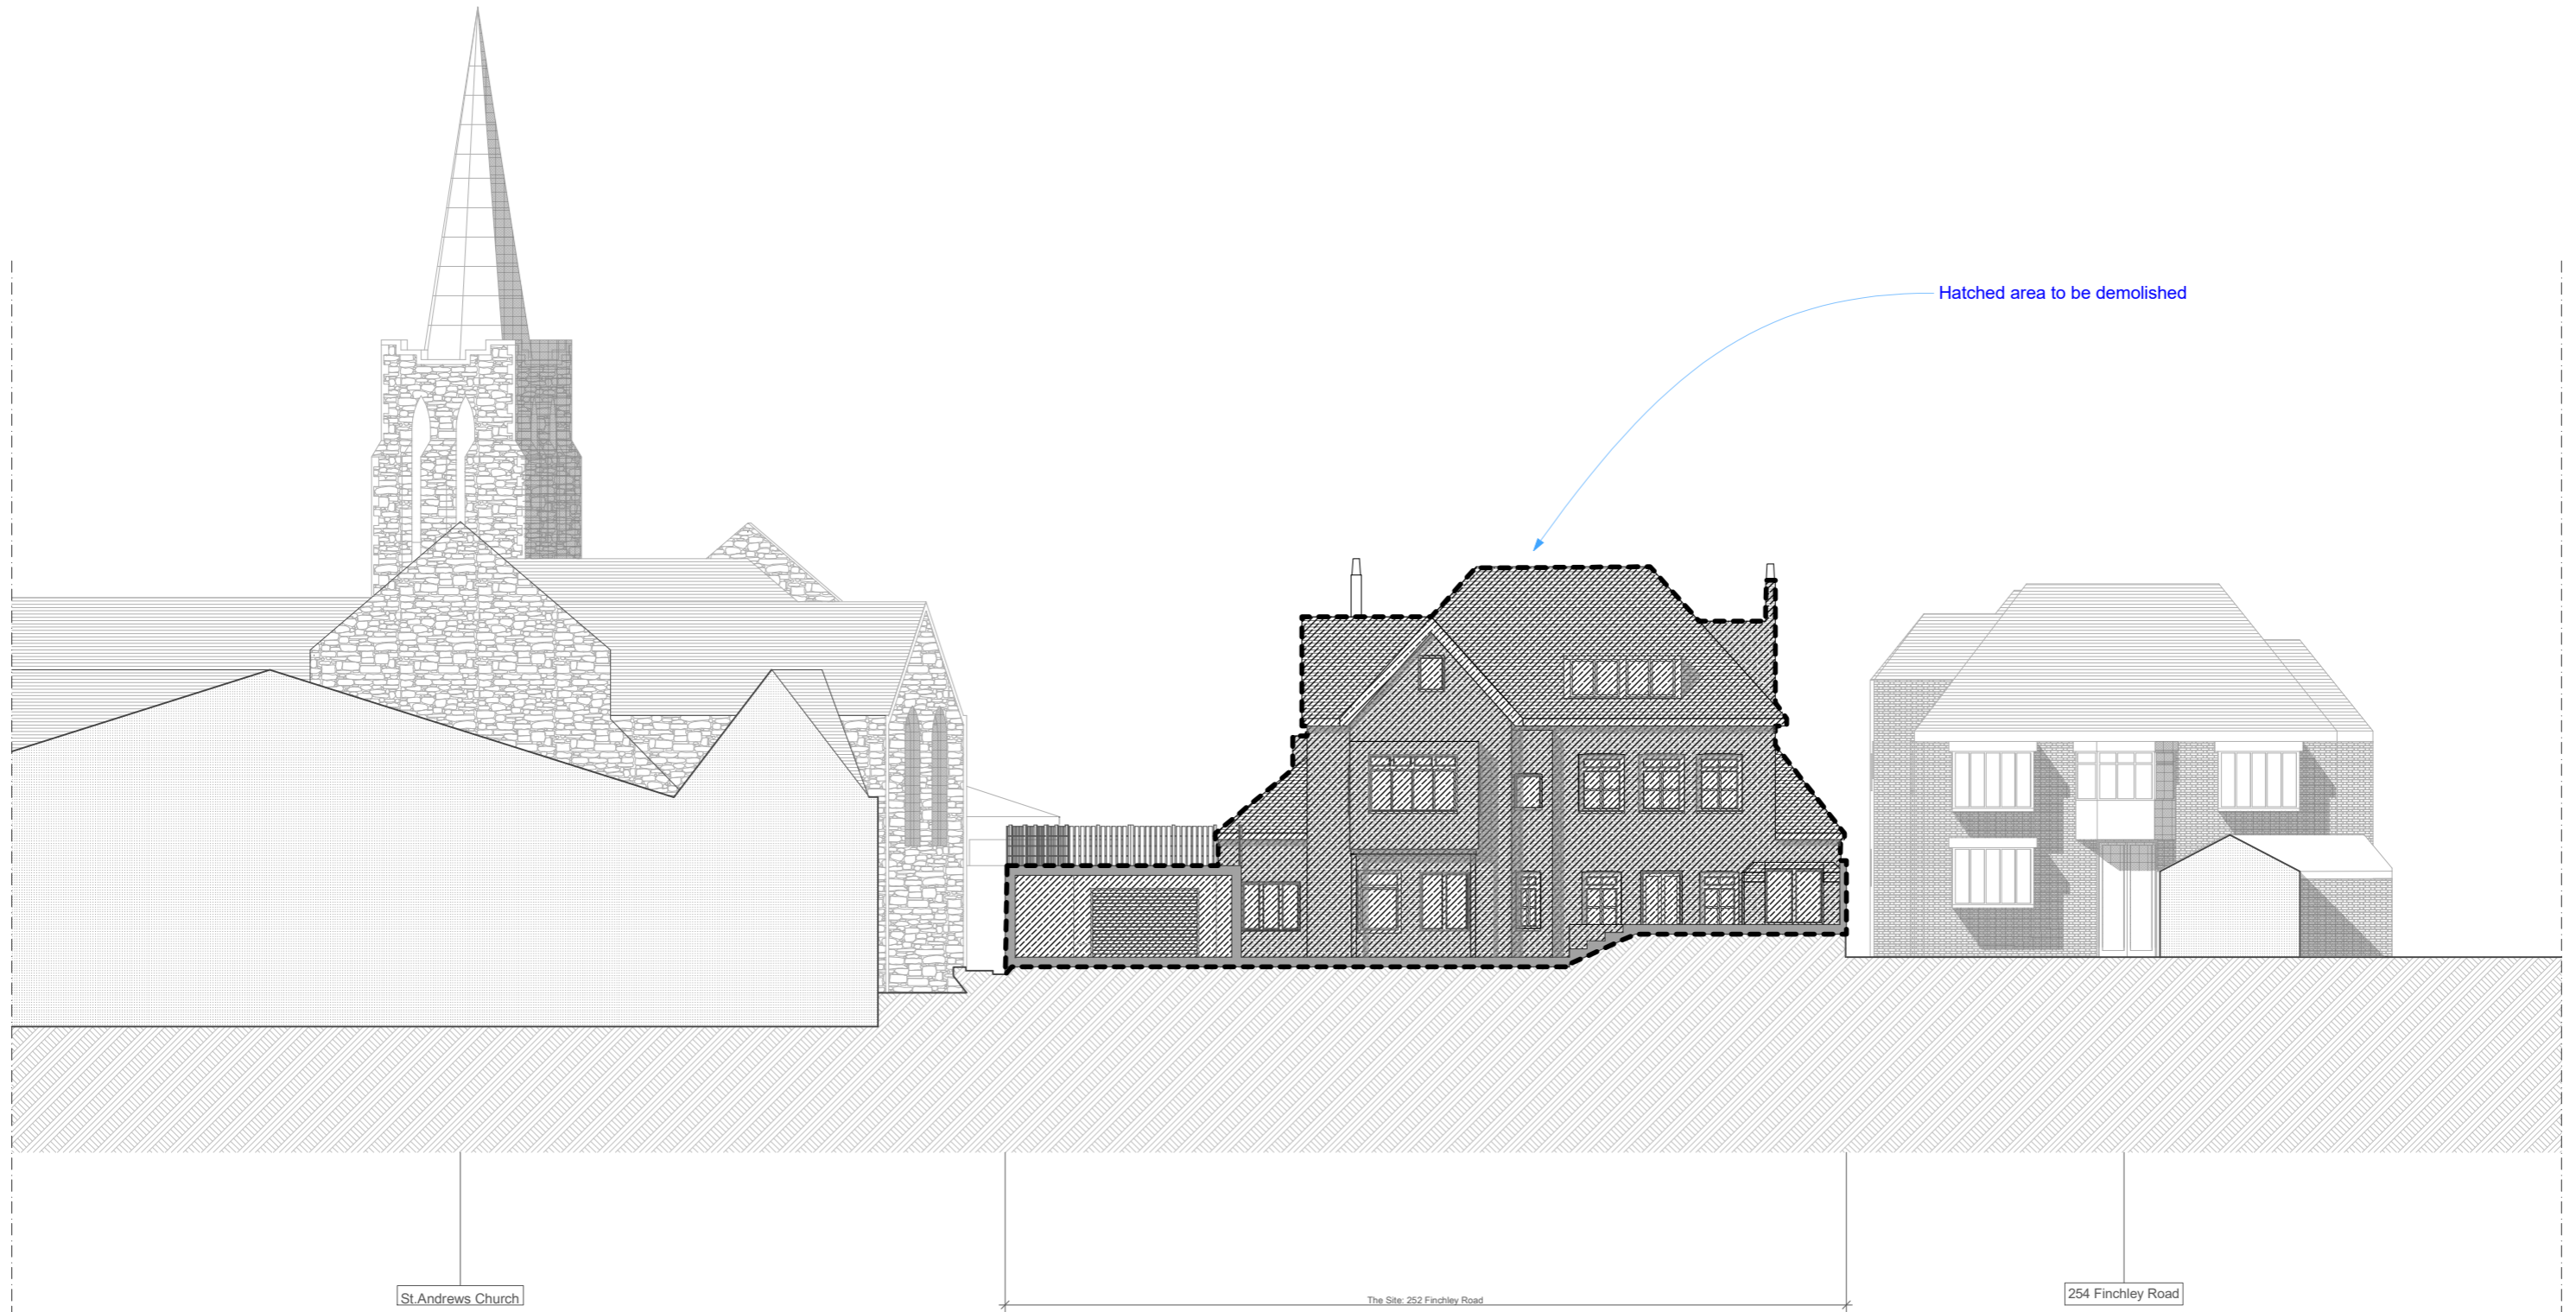 Hatched area to be demolished
St.Andrews Church
The Site: 252 Finchley Road
254 Finchley Road